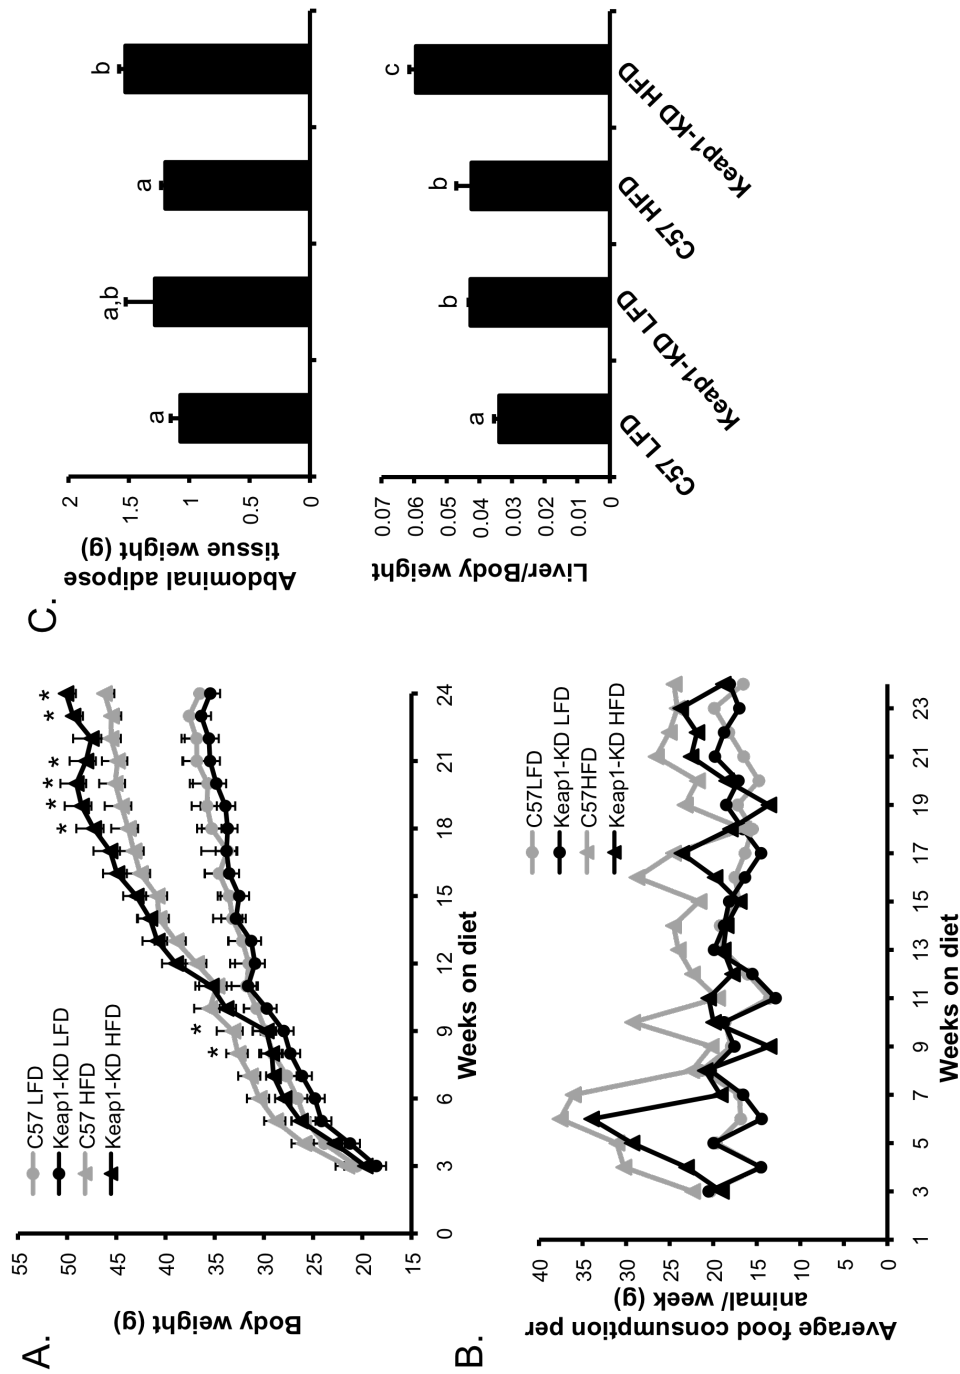 A.
55
50
45
40
35
30
25
20
15
Body weight (g)
C57 LFD
Keap1-KD LFD
C57 HFD
Keap1-KD HFD
* * * * * * * *
0 3 6 9 12 15 18 21 24
Weeks on diet
B.
40
35
30
25
20
15
10
5
0
Average food consumption per
animal/ week (g)
C57LFD
Keap1-KD LFD
C57HFD
Keap1-KD HFD
1 3 5 7 9 11 13 15 17 19 21 23
Weeks on diet
C.
2
1.5
1
0.5
0
Abdominal adipose
tissue weight (g)
a a,b a b
0.07
0.06
0.05
0.04
0.03
0.02
0.01
0
Liver/Body weight
a b b c
C57 LFD
Keap1-KD LFD
C57 HFD
Keap1-KD HFD